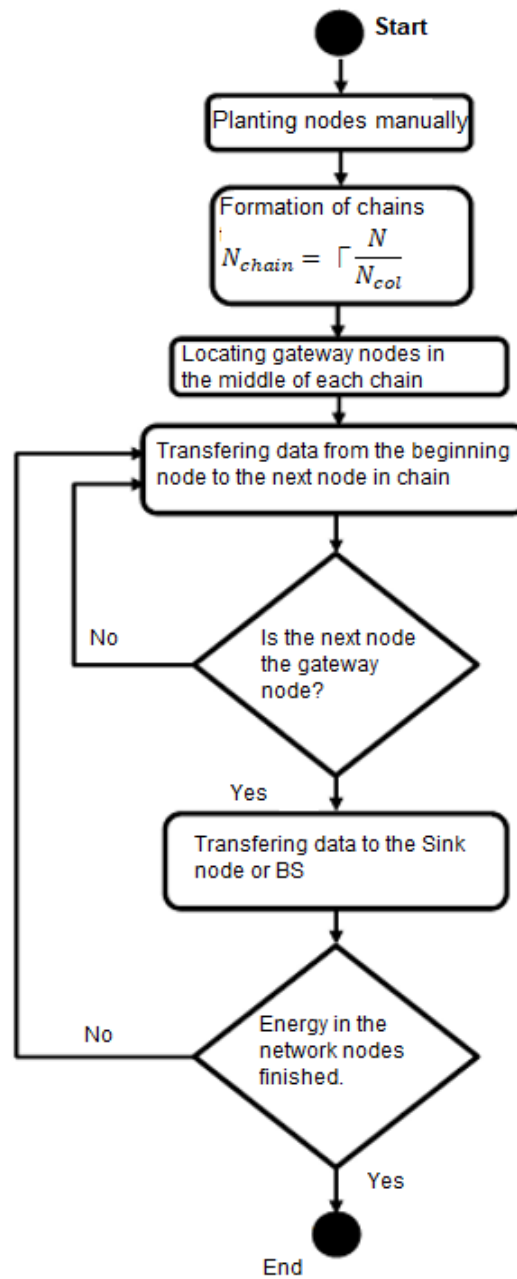 Start
Planting nodes manually
Formation of chains
N_chain = ⌈ N / N_col
Locating gateway nodes in
the middle of each chain
Transfering data from the beginning
node to the next node in chain
Is the next node
the gateway
node?
No
Yes
Transfering data to the Sink
node or BS
Energy in the
network nodes
finished.
No
Yes
End